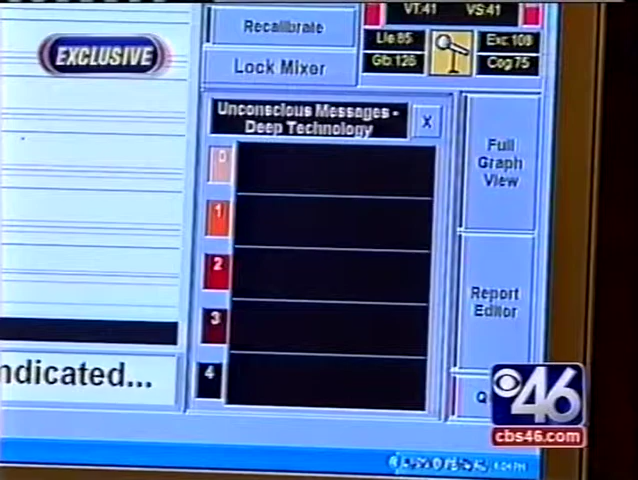 EXCLUSIVE
Recalibrate
Lock Mixer
VT:41 VS:41
Lie:85 Exc:108
Glb:126 Cog:75
Unconscious Messages -
Deep Technology
X
0
1
2
3
4
Full
Graph
View
Report
Editor
ndicated...
46
cbs46.com